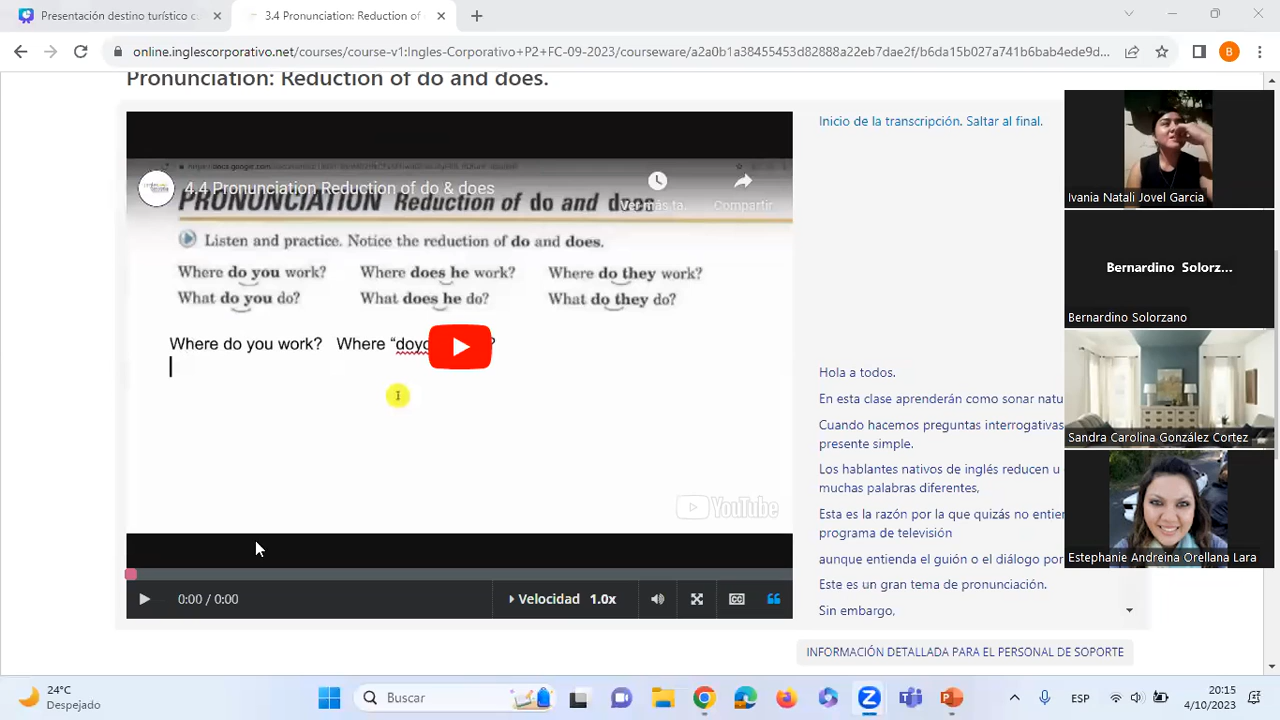 Presentación destino turístico c
3.4 Pronunciation: Reduction of
online.inglescorporativo.net/courses/course-v1:Ingles-Corporativo+P2+FC-09-2023/courseware/a2a0b1a38455453d82888a22eb7dae2f/b6da15b027a741b6bab4ede9d...
B
Pronunciation: Reduction of do and does.
4.4 Pronunciation Reduction of do & does
Ver más ta...
Compartir
PRONUNCIATION Reduction of do and
Listen and practice. Notice the reduction of do and does.
Where do you work? Where does he work? Where do they work?
What do you do? What does he do? What do they do?
Where do you work? Where “doyo ?
YouTube
0:00 / 0:00
Velocidad 1.0x
Inicio de la transcripción. Saltar al final.
Hola a todos.
En esta clase aprenderán como sonar natu
Cuando hacemos preguntas interrogativas
presente simple.
Los hablantes nativos de inglés reducen u
muchas palabras diferentes,
Esta es la razón por la que quizás no entien
programa de televisión
aunque entienda el guión o el diálogo por
Este es un gran tema de pronunciación.
Sin embargo,
INFORMACIÓN DETALLADA PARA EL PERSONAL DE SOPORTE
Ivania Natali Jovel Garcia
Bernardino Solorz...
Bernardino Solorzano
Sandra Carolina González Cortez
Estephanie Andreina Orellana Lara
24°C
Despejado
Buscar
ESP
20:15
4/10/2023